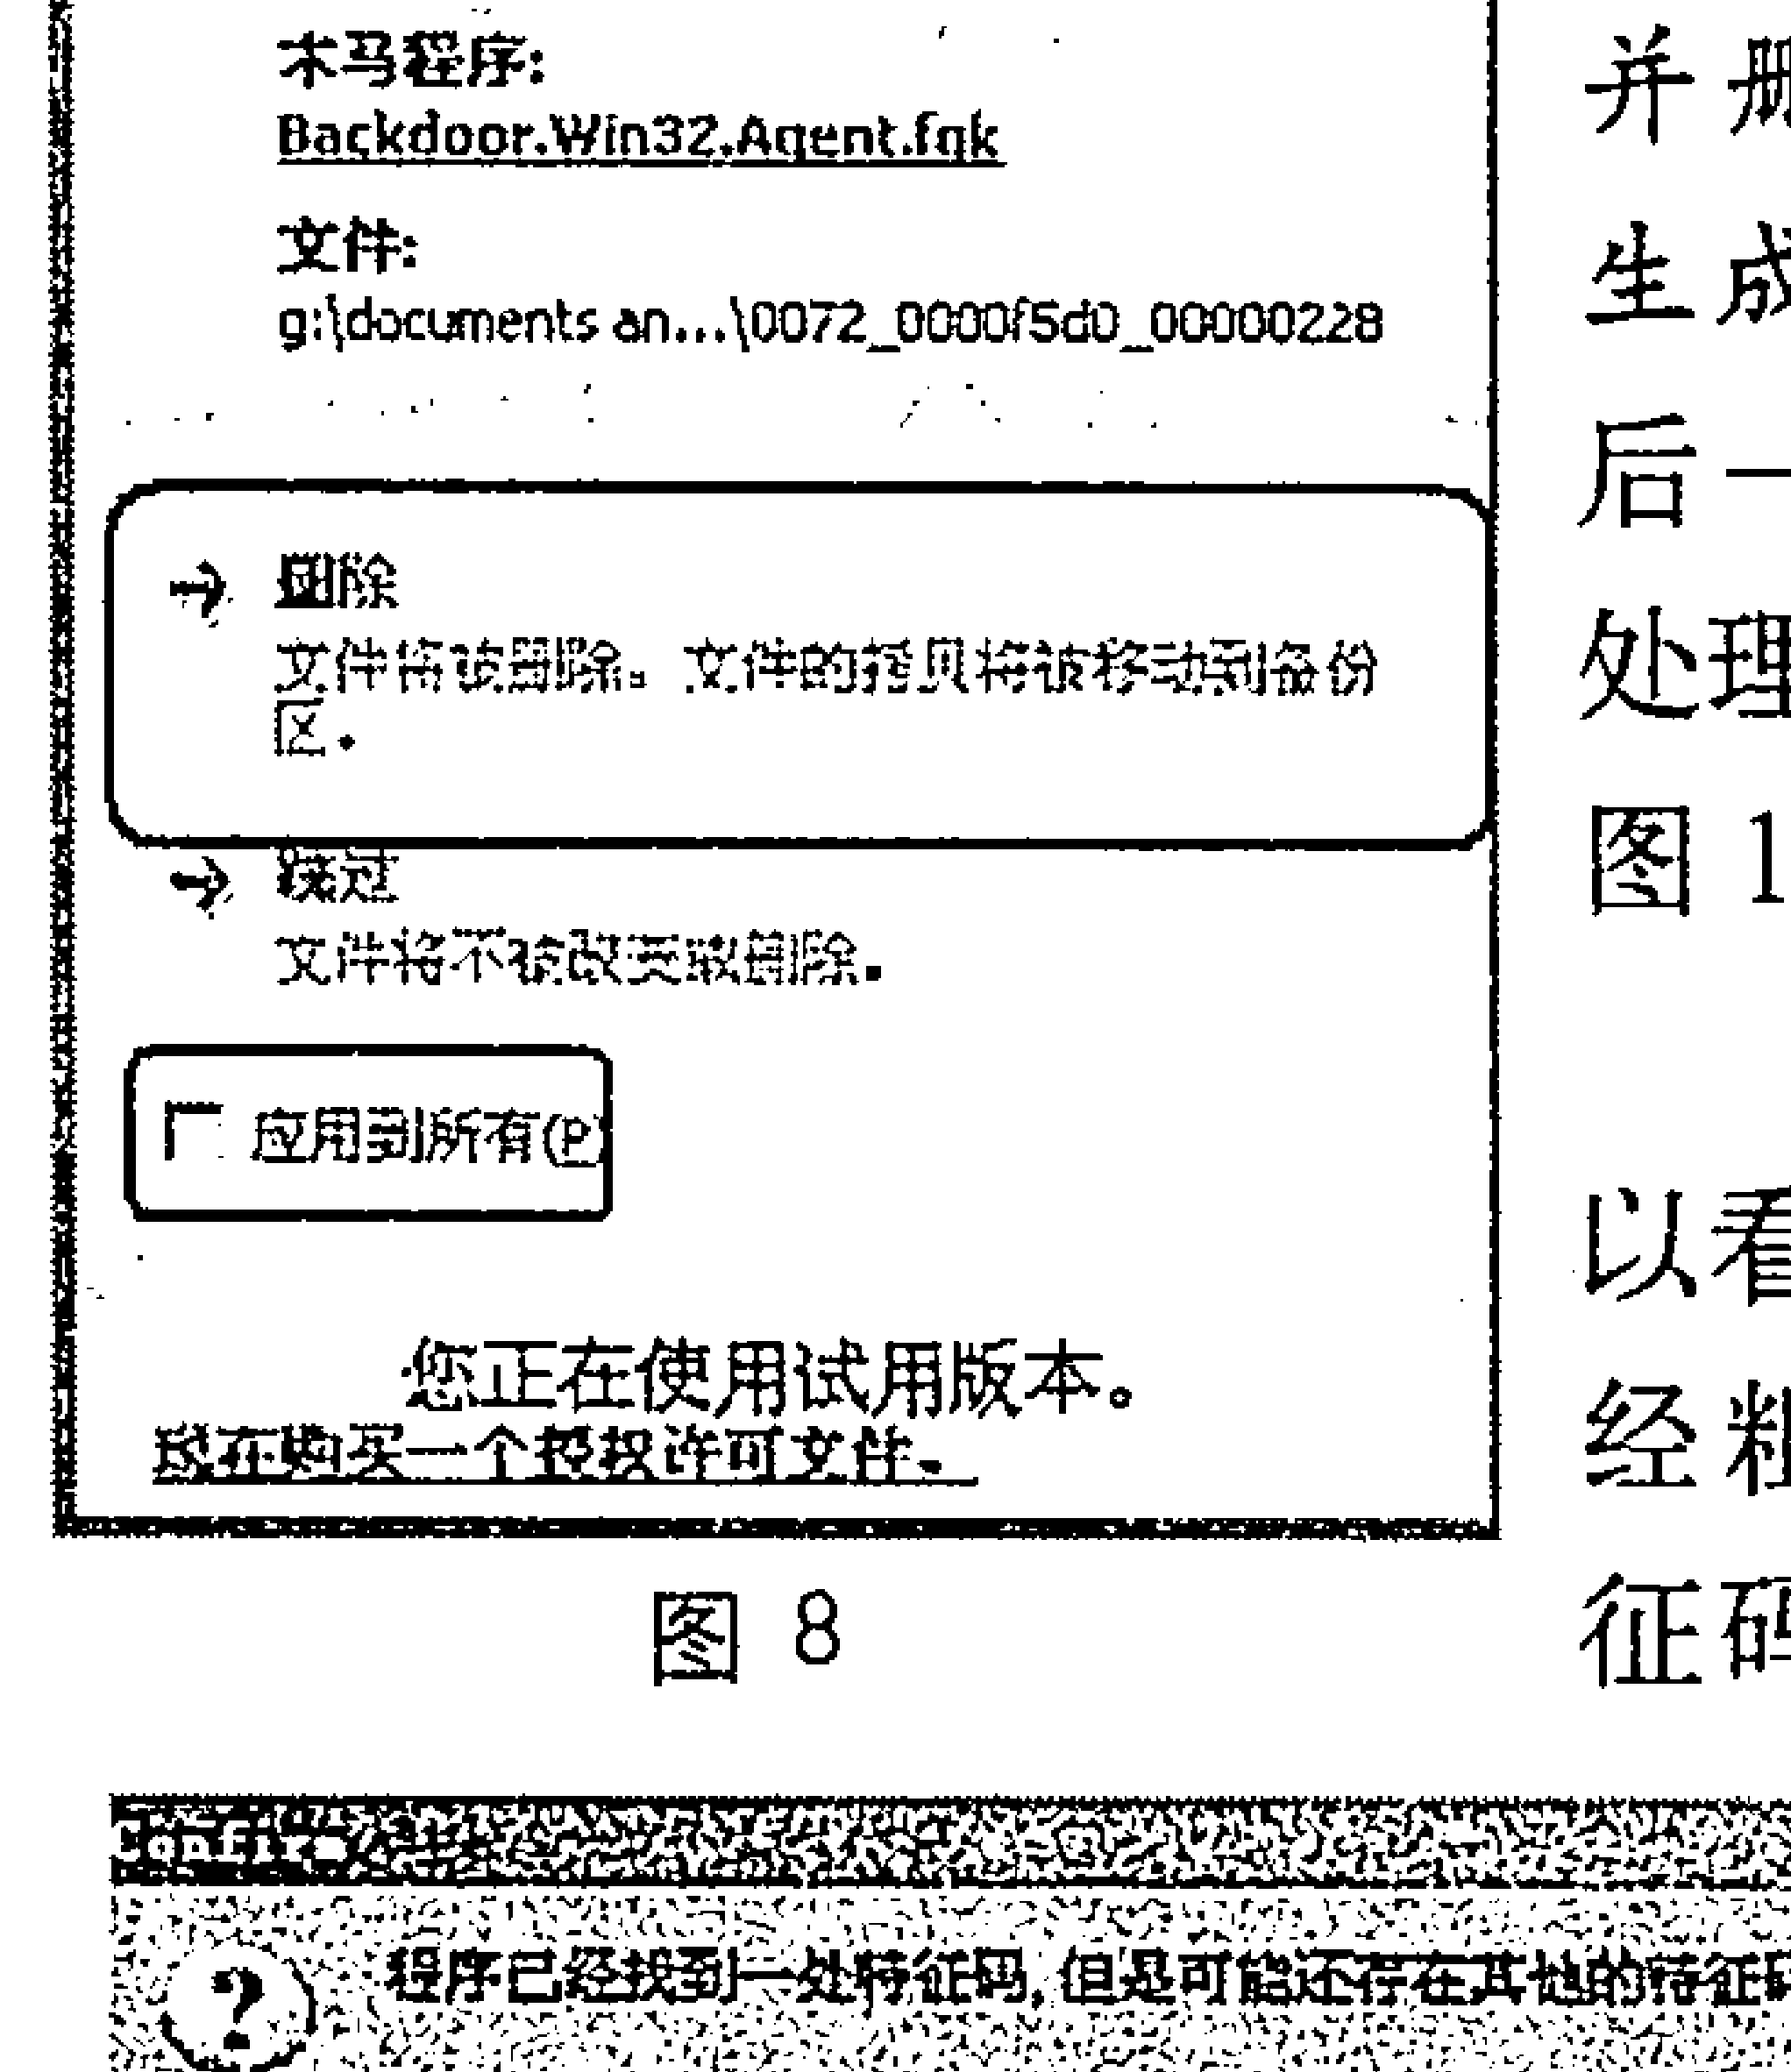 木马程序:
Backdoor.Win32.Agent.fqk
文件:
g:\documents an...\0072_0000f5d0_00000228
删除
文件将被删除。文件的拷贝将被移动到备份
区。
跳过
文件将不被改变或删除。
应用到所有(P)
您正在使用试用版本。
现在购买一个授权许可文件。
图 8
程序已经找到一处特征码,但是可能还存在其他的特征码
并删
生成
后一
处理
图 1
以看
经粗
征码